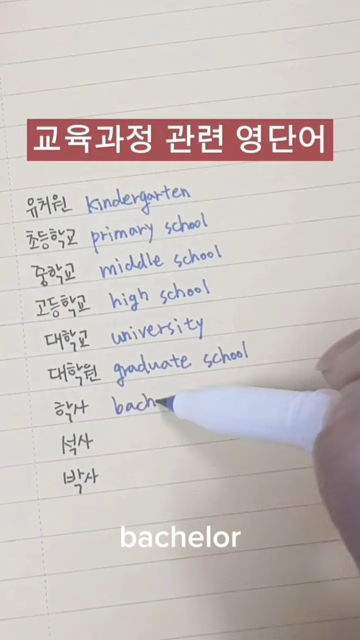 교육과정 관련 영단어
유치원 kindergarten
초등학교 primary school
중학교 middle school
고등학교 high school
대학교 university
대학원 graduate school
학사 bach
석사
박사
bachelor